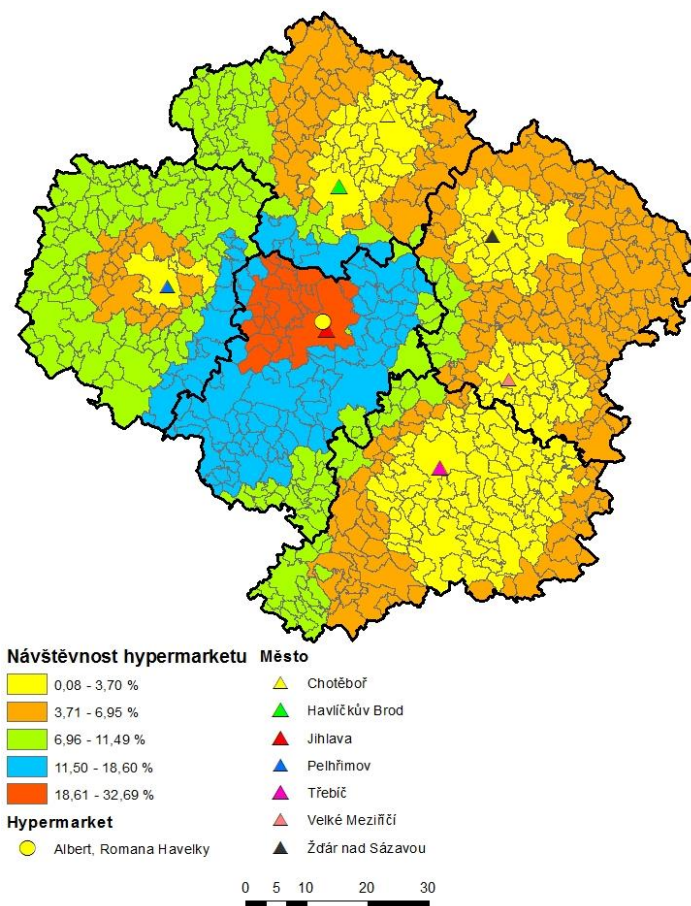 Návštěvnost hypermarketu
0,08 - 3,70 %
3,71 - 6,95 %
6,96 - 11,49 %
11,50 - 18,60 %
18,61 - 32,69 %
Hypermarket
Albert, Romana Havelky
Město
Chotěboř
Havlíčkův Brod
Jihlava
Pelhřimov
Třebíč
Velké Meziříčí
Žďár nad Sázavou
0 5 10 20 30